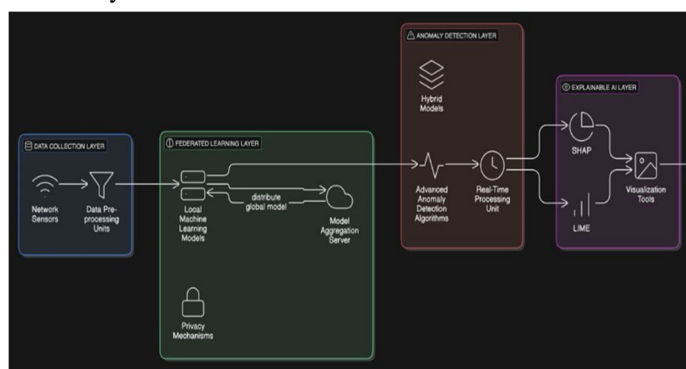 DATA COLLECTION LAYER
Network
Sensors
Data Pre-
processing
Units
FEDERATED LEARNING LAYER
Local
Machine
Learning
Models
distribute
global model
Model
Aggregation
Server
Privacy
Mechanisms
ANOMALY DETECTION LAYER
Hybrid
Models
Advanced
Anomaly
Detection
Algorithms
Real-Time
Processing
Unit
EXPLAINABLE AI LAYER
SHAP
LIME
Visualization
Tools